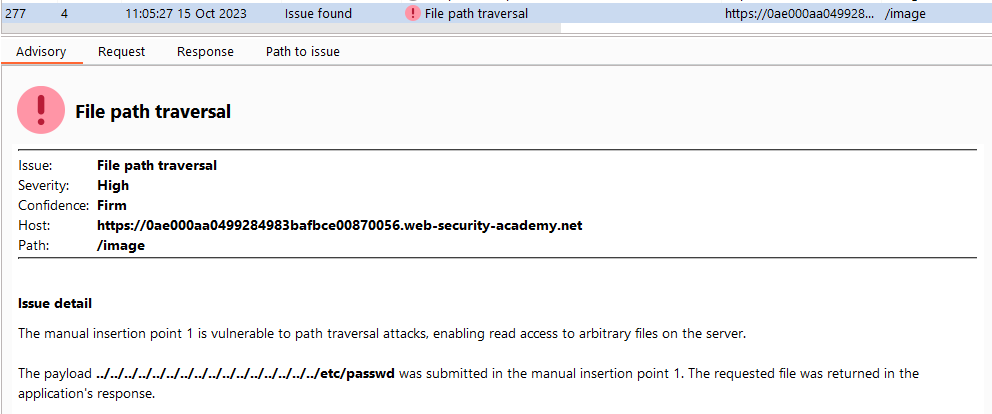 277 4 11:05:27 15 Oct 2023 Issue found File path traversal https://0ae000aa049928... /image
Advisory Request Response Path to issue
File path traversal
Issue: File path traversal
Severity: High
Confidence: Firm
Host: https://0ae000aa0499284983bafbce00870056.web-security-academy.net
Path: /image
Issue detail
The manual insertion point 1 is vulnerable to path traversal attacks, enabling read access to arbitrary files on the server.
The payload ../../../../../../../../../../../../../../../../etc/passwd was submitted in the manual insertion point 1. The requested file was returned in the
application's response.